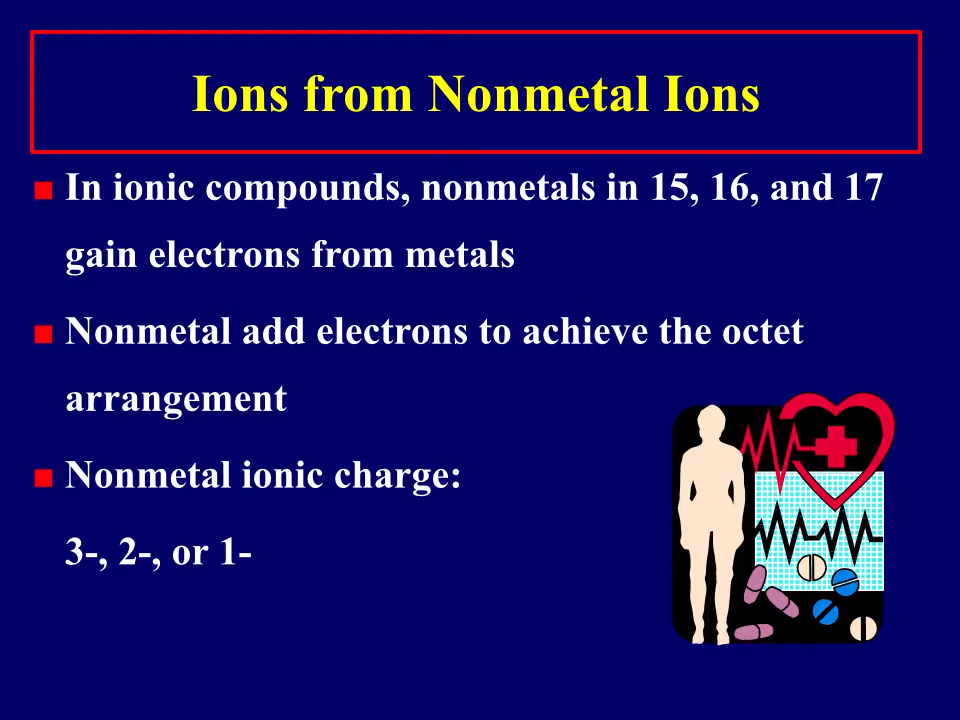 Ions from Nonmetal Ions
In ionic compounds, nonmetals in 15, 16, and 17
gain electrons from metals
Nonmetal add electrons to achieve the octet
arrangement
Nonmetal ionic charge:
3-, 2-, or 1-